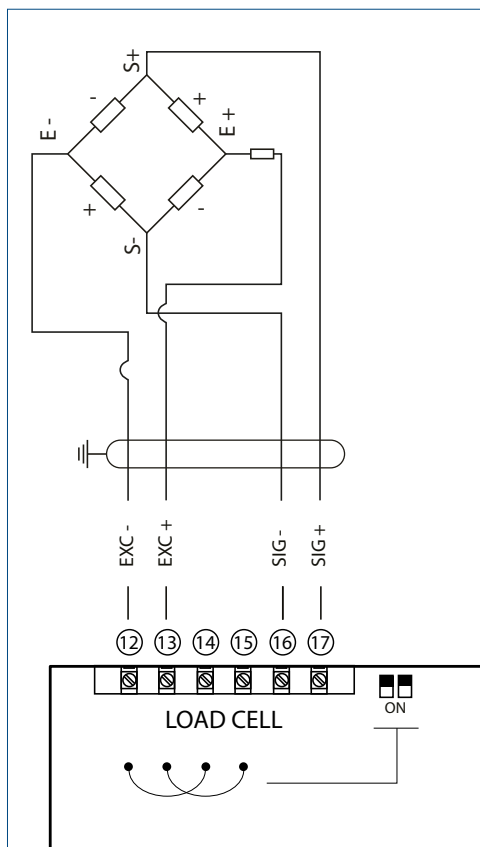 S+
-
+
E -
E +
+
-
S-
EXC -
EXC +
SIG -
SIG +
12
13
14
15
16
17
ON
LOAD CELL